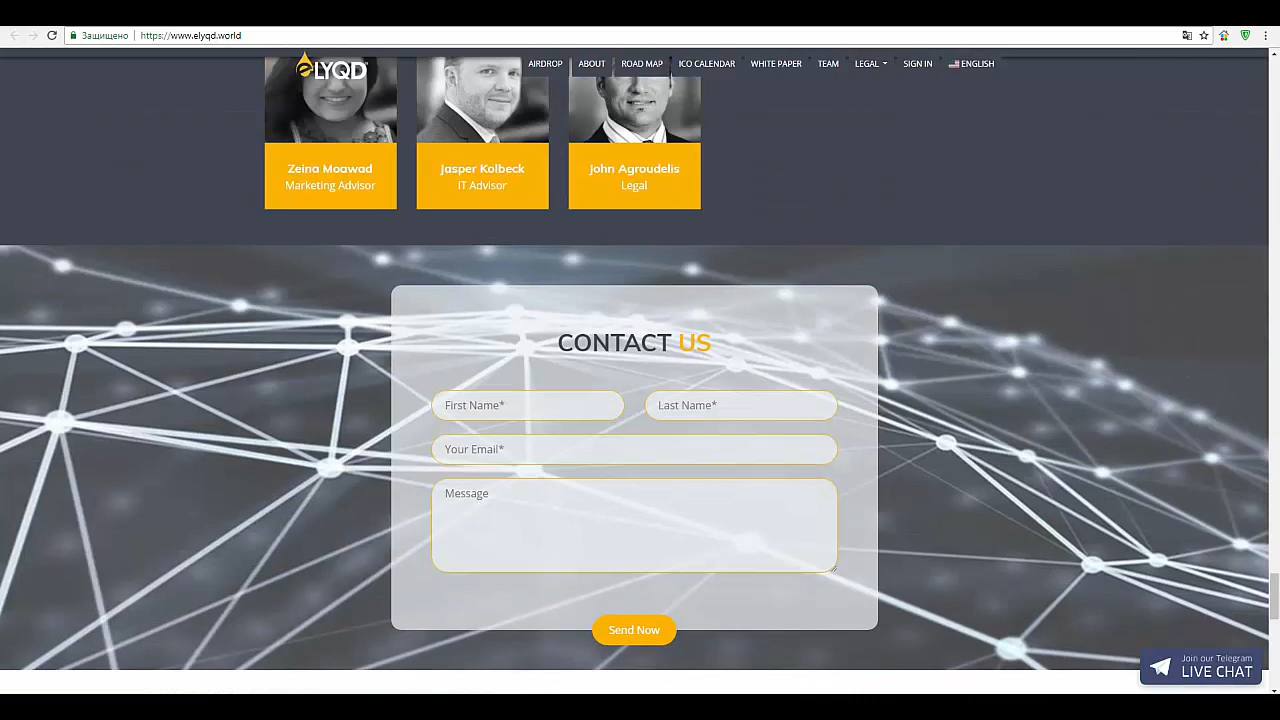 Защищено https://www.elyqd.world
eLYQD AIRDROP ABOUT ROAD MAP ICO CALENDAR WHITE PAPER TEAM LEGAL SIGN IN ENGLISH
Zeina Moawad Jasper Kolbeck John Agroudelis
Marketing Advisor IT Advisor Legal
CONTACT US
First Name* Last Name*
Your Email*
Message
Send Now
Join our Telegram
LIVE CHAT